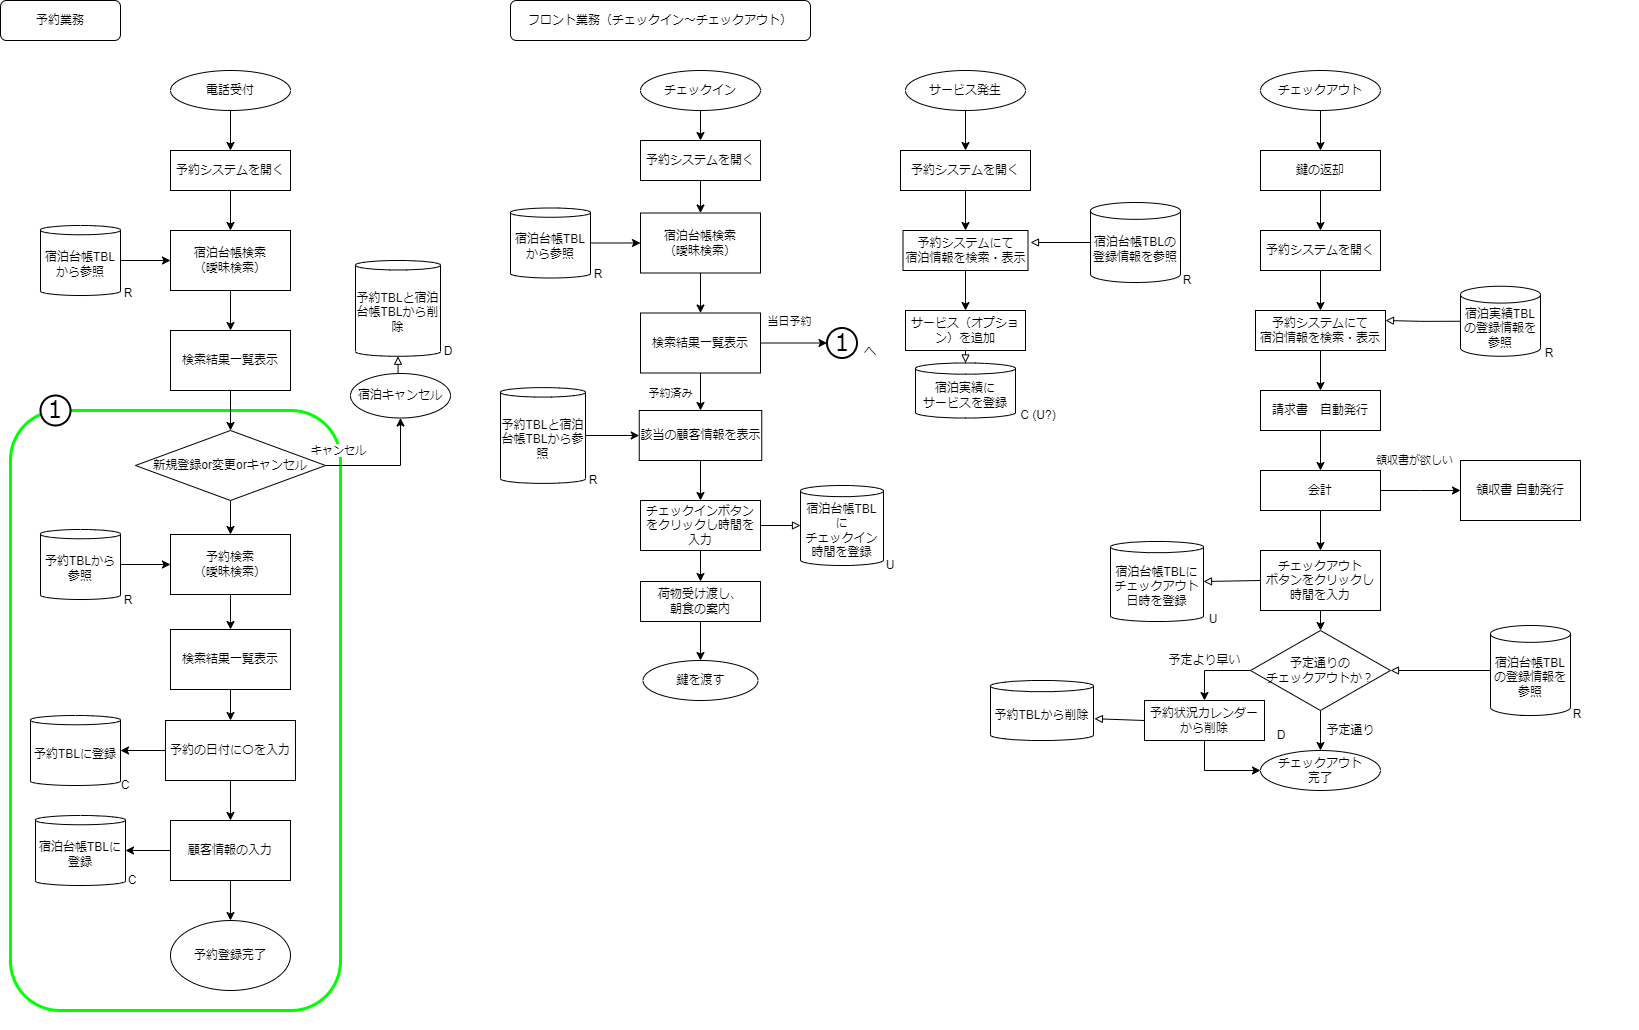 予約業務
電話受付
予約システムを開く
宿泊台帳TBL
から参照
R
宿泊台帳検索
(曖昧検索)
検索結果一覧表示
予約TBLと宿泊
台帳TBLから削
除
D
宿泊キャンセル
1
新規登録or変更orキャンセル
キャンセル
予約TBLから
参照
R
予約検索
(曖昧検索)
検索結果一覧表示
予約TBLに登録
C
予約の日付に〇を入力
宿泊台帳TBLに
登録
C
顧客情報の入力
予約登録完了
フロント業務（チェックイン～チェックアウト）
チェックイン
予約システムを開く
宿泊台帳TBL
から参照
R
宿泊台帳検索
(曖昧検索)
検索結果一覧表示
当日予約
1
へ
予約済み
予約TBLと宿泊
台帳TBLから参
照
R
該当の顧客情報を表示
チェックインボタン
をクリックし時間を
入力
宿泊台帳TBL
に
チェックイン
時間を登録
U
荷物受け渡し、
朝食の案内
鍵を渡す
サービス発生
予約システムを開く
予約システムにて
宿泊情報を検索・表示
宿泊台帳TBLの
登録情報を参照
R
サービス（オプショ
ン）を追加
宿泊実績に
サービスを登録
C (U?)
チェックアウト
鍵の返却
予約システムを開く
予約システムにて
宿泊情報を検索・表示
宿泊実績TBL
の登録情報を
参照
R
請求書　自動発行
会計
領収書が欲しい
領収書 自動発行
チェックアウト
ボタンをクリックし
時間を入力
宿泊台帳TBLに
チェックアウト
日時を登録
U
予定通りの
チェックアウトか？
宿泊台帳TBL
の登録情報を
参照
R
予定より早い
予約状況カレンダー
から削除
D
予約TBLから削除
予定通り
チェックアウト
完了